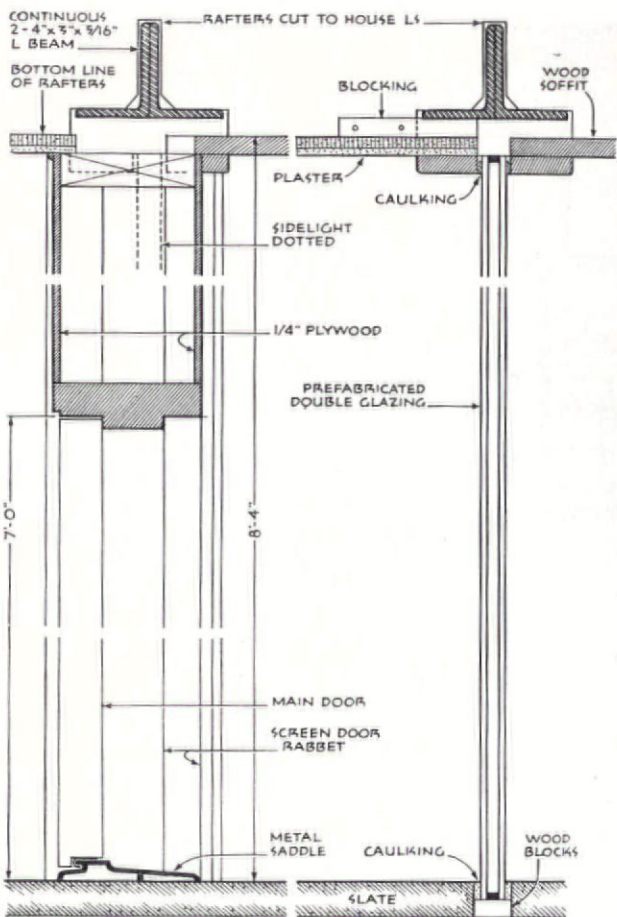 CONTINUOUS
2-4"x 3"x 5/16"
L BEAM
RAFTERS CUT TO HOUSE LS
BOTTOM LINE
OF RAFTERS
BLOCKING
WOOD
SOFFIT
PLASTER
CAULKING
SIDELIGHT
DOTTED
1/4" PLYWOOD
PREFABRICATED
DOUBLE GLAZING
7'-0"
8'-4"
MAIN DOOR
SCREEN DOOR
RABBET
METAL
SADDLE
CAULKING
WOOD
BLOCKS
SLATE